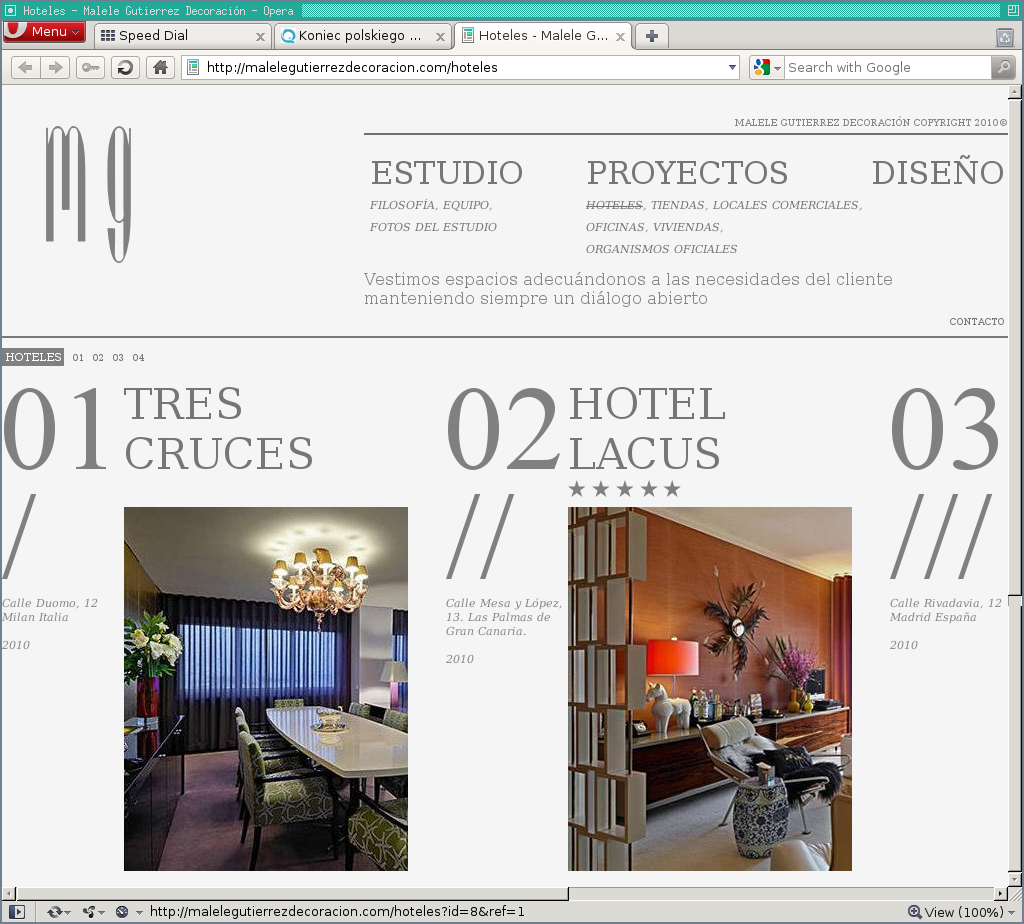 Hoteles - Malele Gutierrez Decoración - Opera
Menu
Speed Dial
Koniec polskiego ...
Hoteles - Malele G...
http://malelegutierrezdecoracion.com/hoteles
Search with Google
MALELE GUTIERREZ DECORACIÓN COPYRIGHT 2010©
m g
ESTUDIO
FILOSOFÍA, EQUIPO,
FOTOS DEL ESTUDIO
PROYECTOS
HOTELES, TIENDAS, LOCALES COMERCIALES,
OFICINAS, VIVIENDAS,
ORGANISMOS OFICIALES
DISEÑO
Vestimos espacios adecuándonos a las necesidades del cliente
manteniendo siempre un diálogo abierto
CONTACTO
HOTELES 01 02 03 04
01
TRES
CRUCES
/
Calle Duomo, 12
Milan Italia
2010
02
HOTEL
LACUS
★★★★★
//
Calle Mesa y López,
13. Las Palmas de
Gran Canaria.
2010
03
///
Calle Rivadavia, 12
Madrid España
2010
http://malelegutierrezdecoracion.com/hoteles?id=8&ref=1
View (100%)